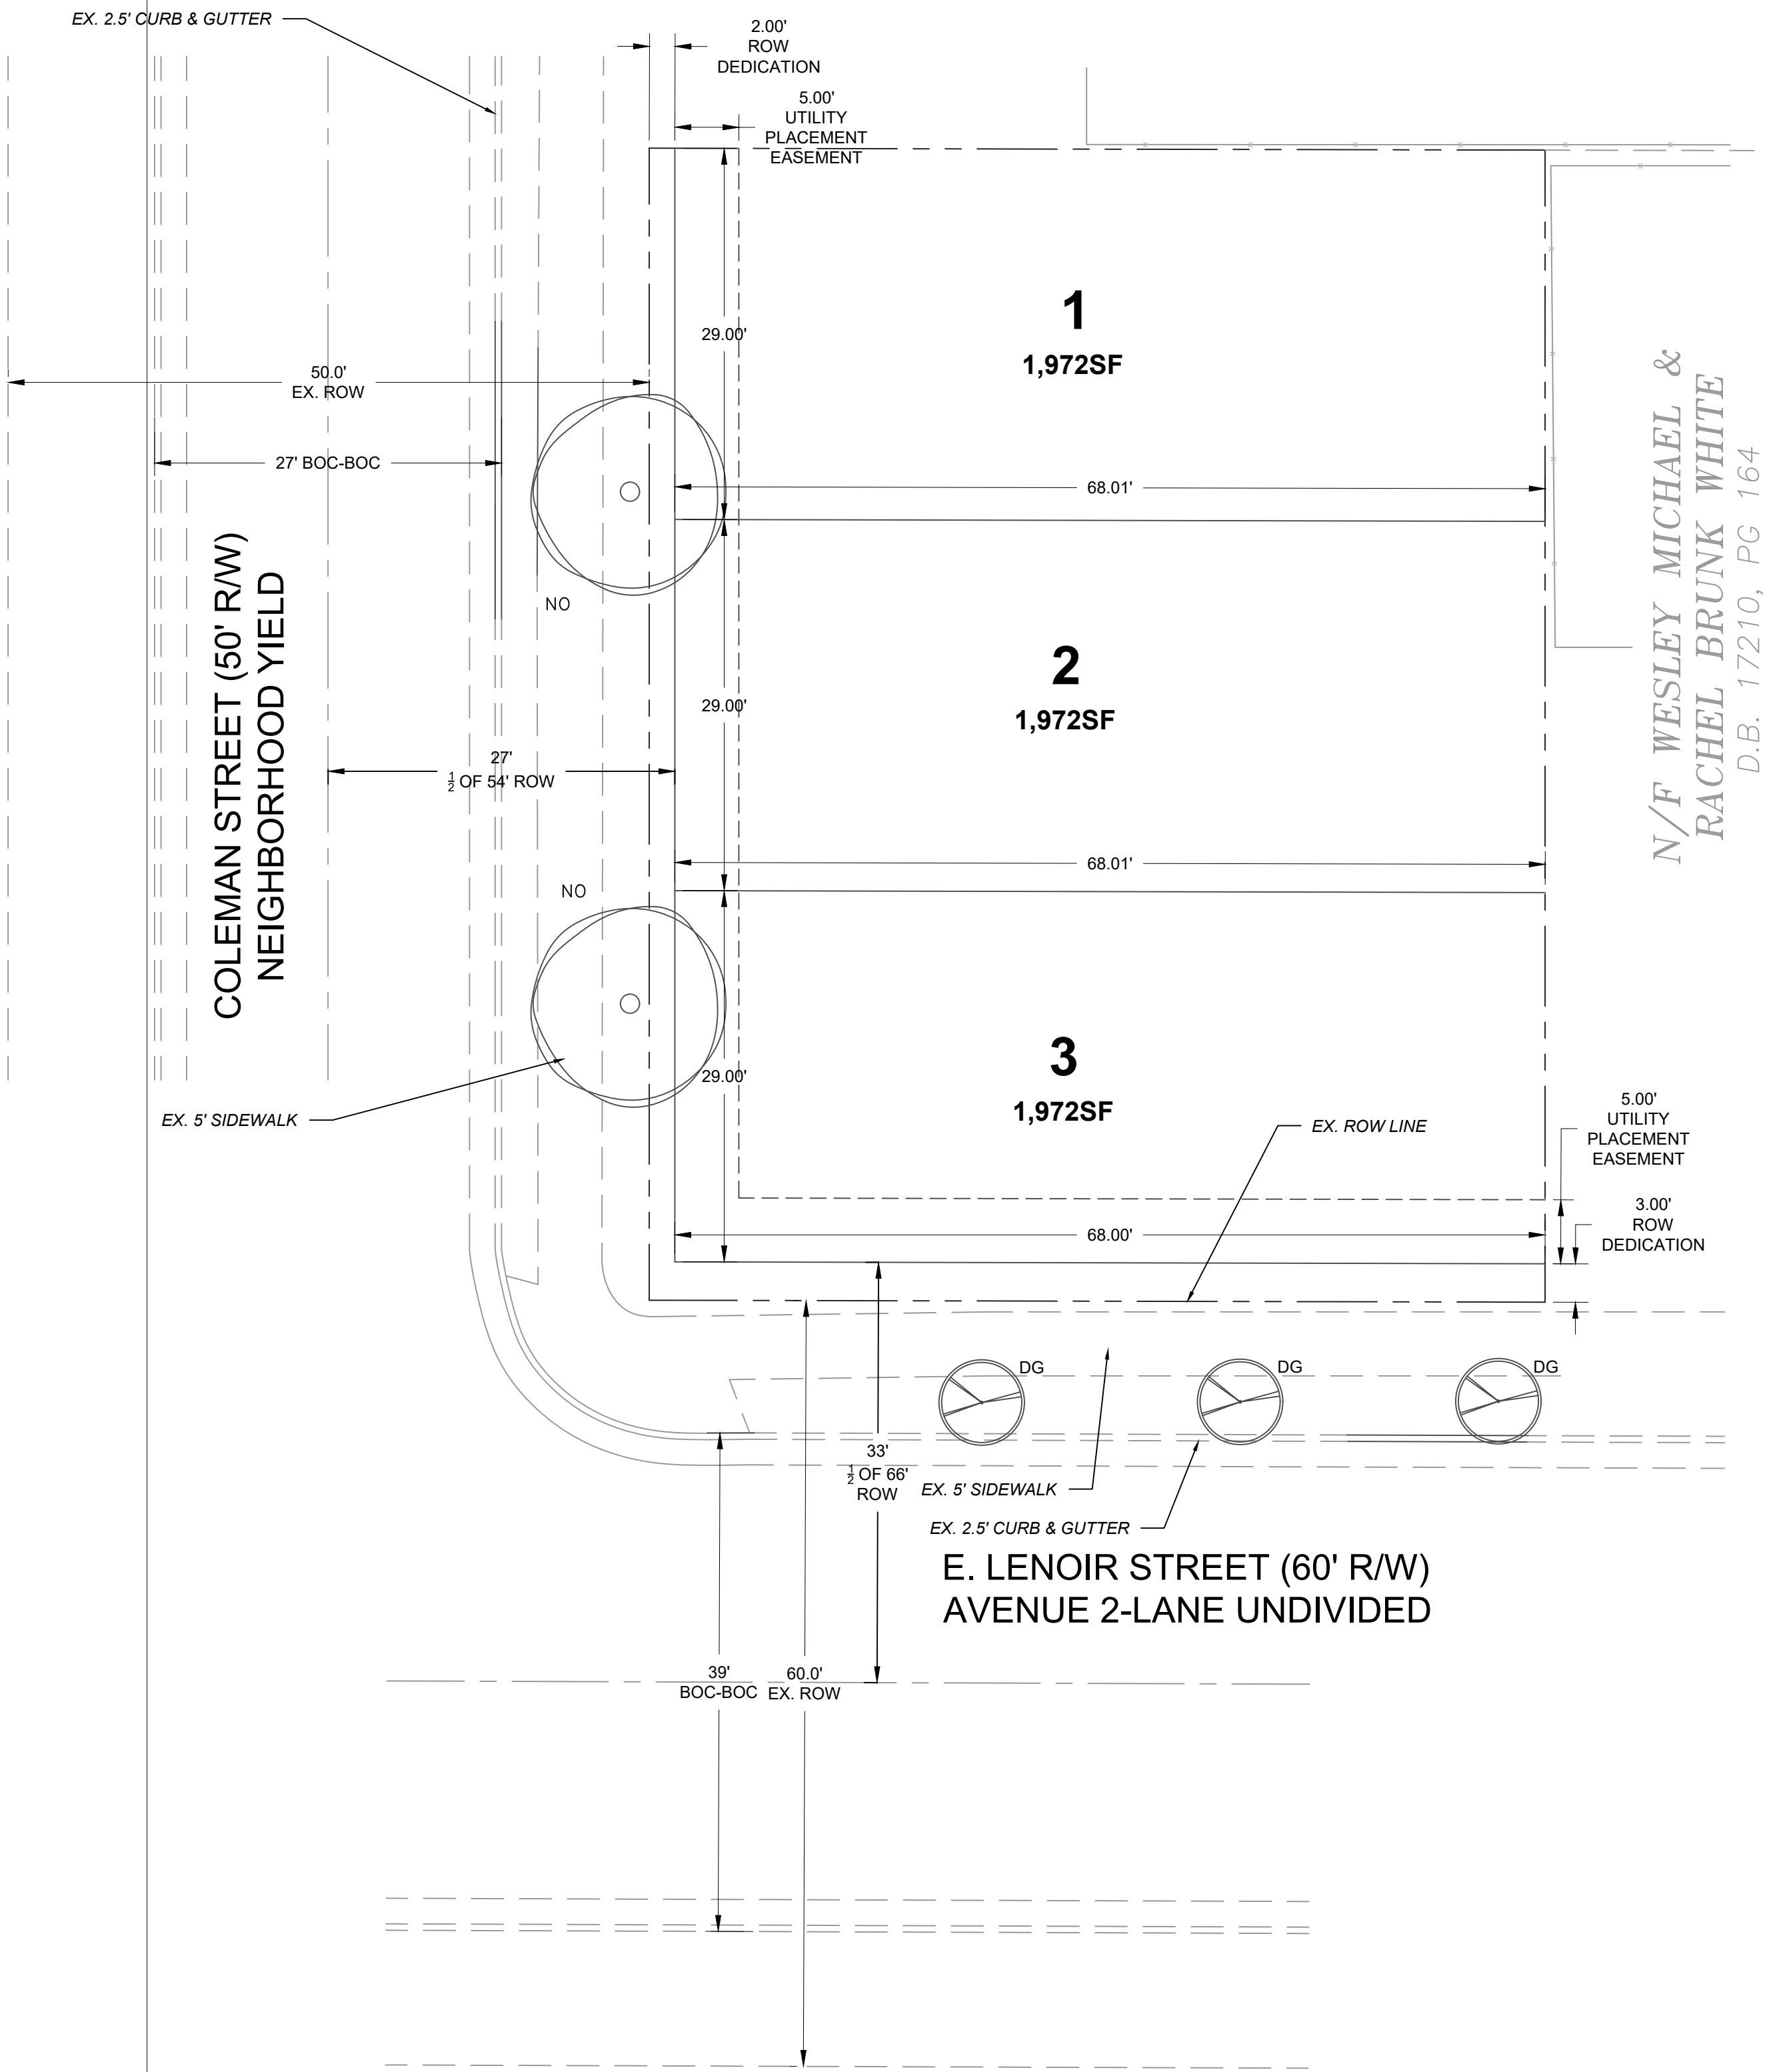 EX. 2.5' CURB & GUTTER
2.00'
ROW
DEDICATION
5.00'
UTILITY
PLACEMENT
EASEMENT
1
1,972SF
29.00'
50.0'
EX. ROW
27' BOC-BOC
68.01'
COLEMAN STREET (50' R/W)
NEIGHBORHOOD YIELD
N/F WESLEY MICHAEL &
RACHEL BRUNK WHITE
D.B. 17210, PG 164
NO
2
1,972SF
29.00'
27'
½ OF 54' ROW
68.01'
NO
3
1,972SF
29.00'
EX. 5' SIDEWALK
EX. ROW LINE
5.00'
UTILITY
PLACEMENT
EASEMENT
3.00'
ROW
DEDICATION
68.00'
DG
DG
DG
33'
½ OF 66'
ROW
EX. 5' SIDEWALK
EX. 2.5' CURB & GUTTER
E. LENOIR STREET (60' R/W)
AVENUE 2-LANE UNDIVIDED
39'
BOC-BOC
60.0'
EX. ROW